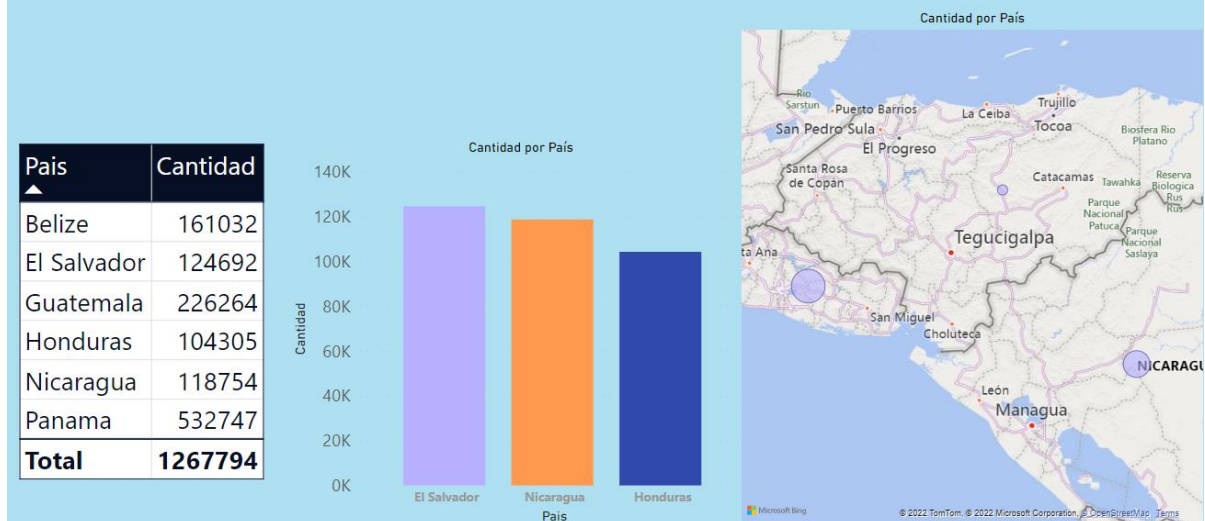 Pais Cantidad
Belize 161032
El Salvador 124692
Guatemala 226264
Honduras 104305
Nicaragua 118754
Panama 532747
Total 1267794
Cantidad por País
140K
120K
100K
80K
60K
40K
20K
0K
Cantidad
El Salvador Nicaragua Honduras
Pais
Cantidad por País
Rio
Sarstun
Puerto Barrios
La Ceiba
Trujillo
Tocoa
San Pedro Sula
El Progreso
Biosfera Rio
Platano
Santa Rosa
de Copán
Catacamas
Tawahka
Reserva
Biologica
Rus
Rus
Parque
Nacional
Patuca
Parque
Nacional
Saslaya
Tegucigalpa
ta Ana
San Miguel
Choluteca
NICARAGU
León
Managua
Microsoft Bing
© 2022 TomTom, © 2022 Microsoft Corporation, © OpenStreetMap Terms